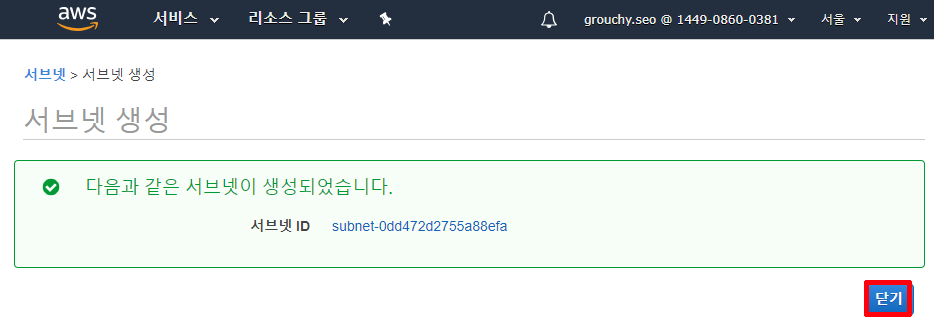 aws 서비스 리소스 그룹 grouchy.seo @ 1449-0860-0381 서울 지원
서브넷 > 서브넷 생성
서브넷 생성
다음과 같은 서브넷이 생성되었습니다.
서브넷 ID subnet-0dd472d2755a88efa
닫기